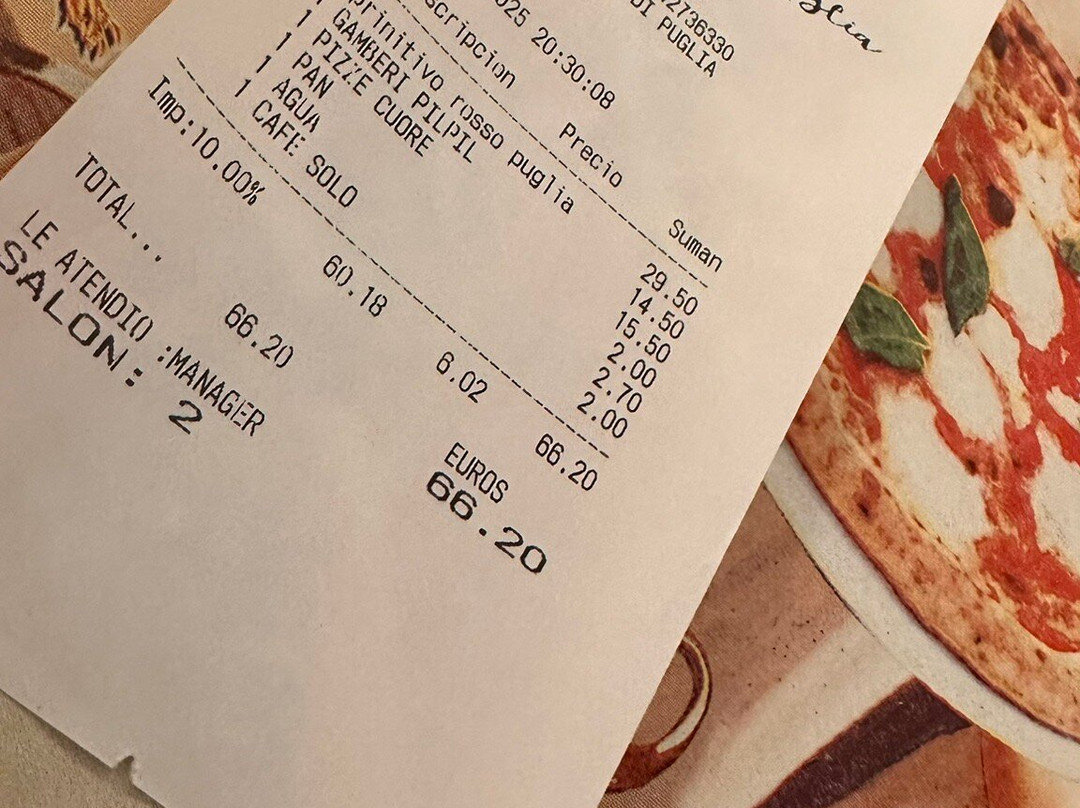 2736330
DI PUGLIA
025 20:30:08
scripcion Precio Suman
primitivo rosso puglia 29.50
1 GAMBERI PILPIL 14.50
1 PIZZE CUORE 15.50
1 PAN 2.00
1 AGUA 2.70
1 CAFE SOLO 2.00
Imp:10.00% 60.18 6.02 66.20
TOTAL... 66.20 EUROS
66.20
LE ATENDIO :MANAGER
SALON: 2